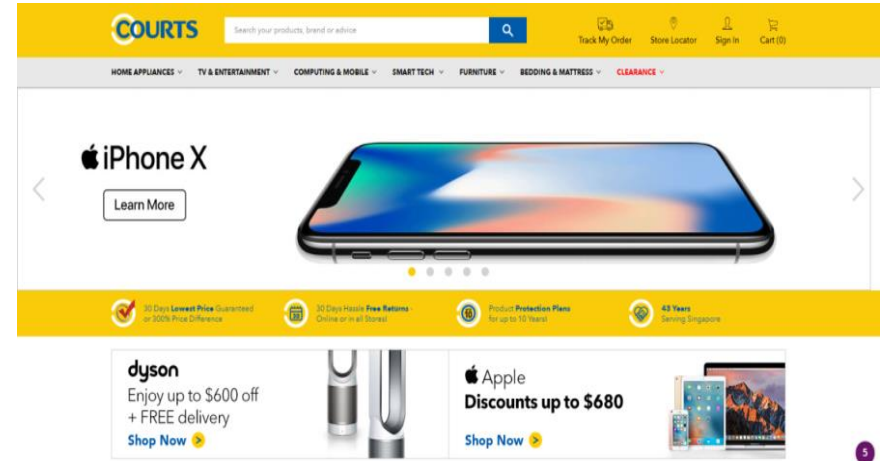 COURTS
Search your products, brand or advice
Track My Order
Store Locator
Sign In
Cart (0)
HOME APPLIANCES
TV & ENTERTAINMENT
COMPUTING & MOBILE
SMART TECH
FURNITURE
BEDDING & MATTRESS
CLEARANCE
iPhone X
Learn More
30 Days Lowest Price Guaranteed
or 300% Price Difference
30 Days Hassle Free Returns -
Online or in all Stores!
Product Protection Plans
for up to 10 Years!
43 Years
Serving Singapore
dyson
Enjoy up to $600 off
+ FREE delivery
Shop Now
Apple
Discounts up to $680
Shop Now
5